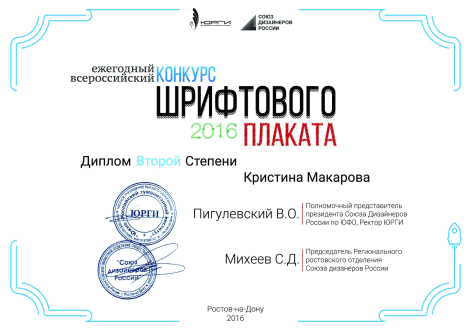 ЮРГИ
СОЮЗ
ДИЗАЙНЕРОВ
РОССИИ
ежегодный
всероссийский
КОНКУРС
ШРИФТОВОГО
2016 ПЛАКАТА
Диплом Второй Степени
Кристина Макарова
ЮРГИ
Пигулевский В.О.
Полномочный представитель
президента Союза Дизайнеров
России по ЮФО, Ректор ЮРГИ
"Союз
дизайнеров
России"
Михеев С.Д.
Председатель Регионального
ростовского отделения
Союза дизанеров России
Ростов-на-Дону
2016